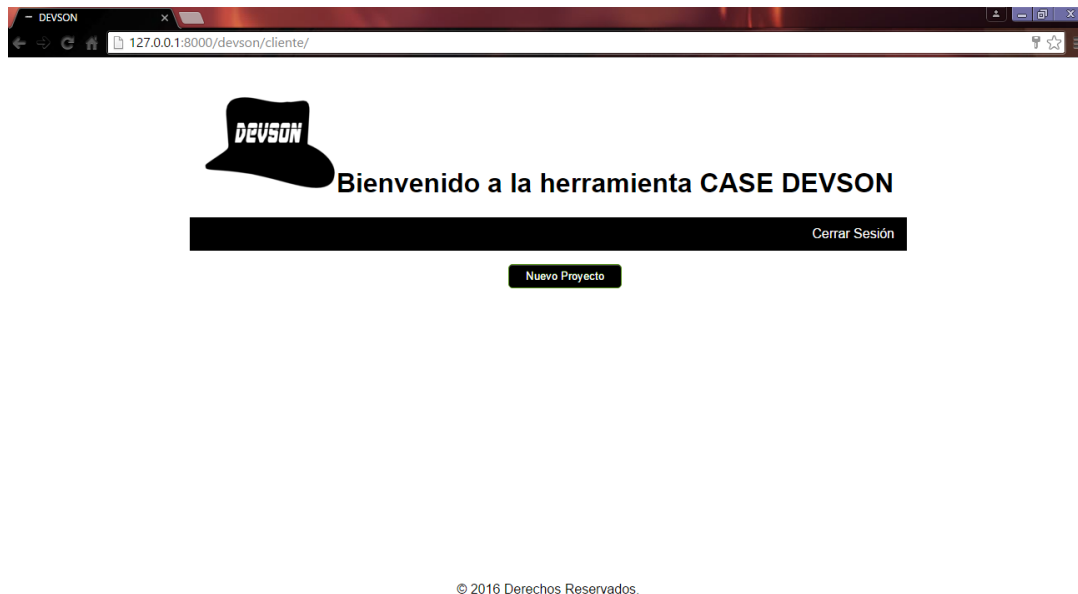 — DEVSON
127.0.0.1:8000/devson/cliente/
DEVSON
Bienvenido a la herramienta CASE DEVSON
Cerrar Sesión
Nuevo Proyecto
© 2016 Derechos Reservados.